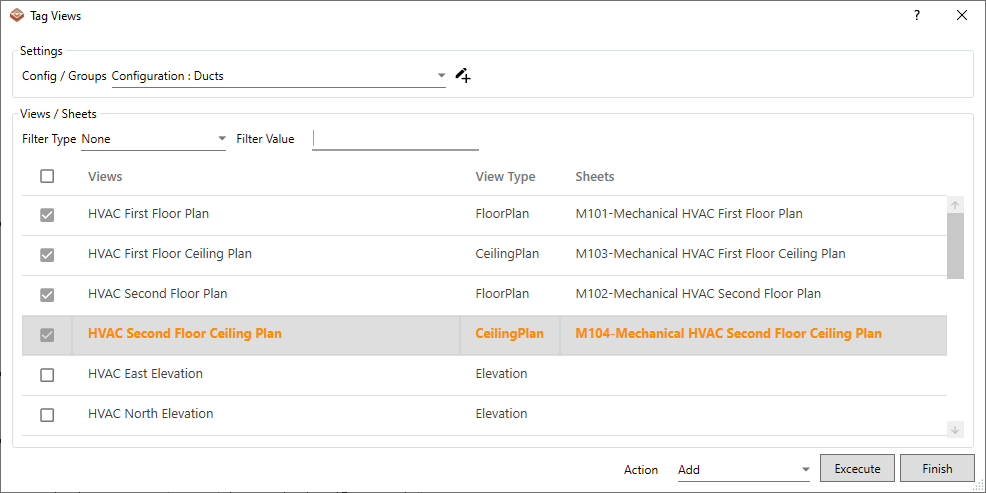 Tag Views ?
Settings
Config / Groups Configuration : Ducts
Views / Sheets
Filter Type None Filter Value
Views View Type Sheets
HVAC First Floor Plan FloorPlan M101-Mechanical HVAC First Floor Plan
HVAC First Floor Ceiling Plan CeilingPlan M103-Mechanical HVAC First Floor Ceiling Plan
HVAC Second Floor Plan FloorPlan M102-Mechanical HVAC Second Floor Plan
HVAC Second Floor Ceiling Plan CeilingPlan M104-Mechanical HVAC Second Floor Ceiling Plan
HVAC East Elevation Elevation
HVAC North Elevation Elevation
Action Add Excecute Finish